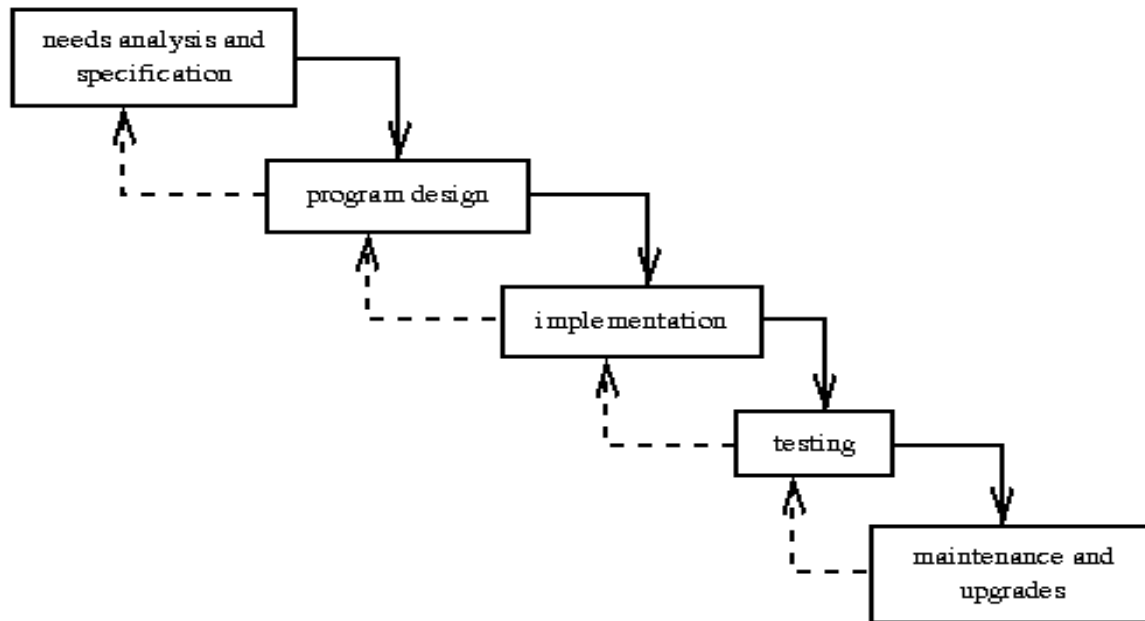 needs analysis and
specification
program design
implementation
testing
maintenance and
upgrades